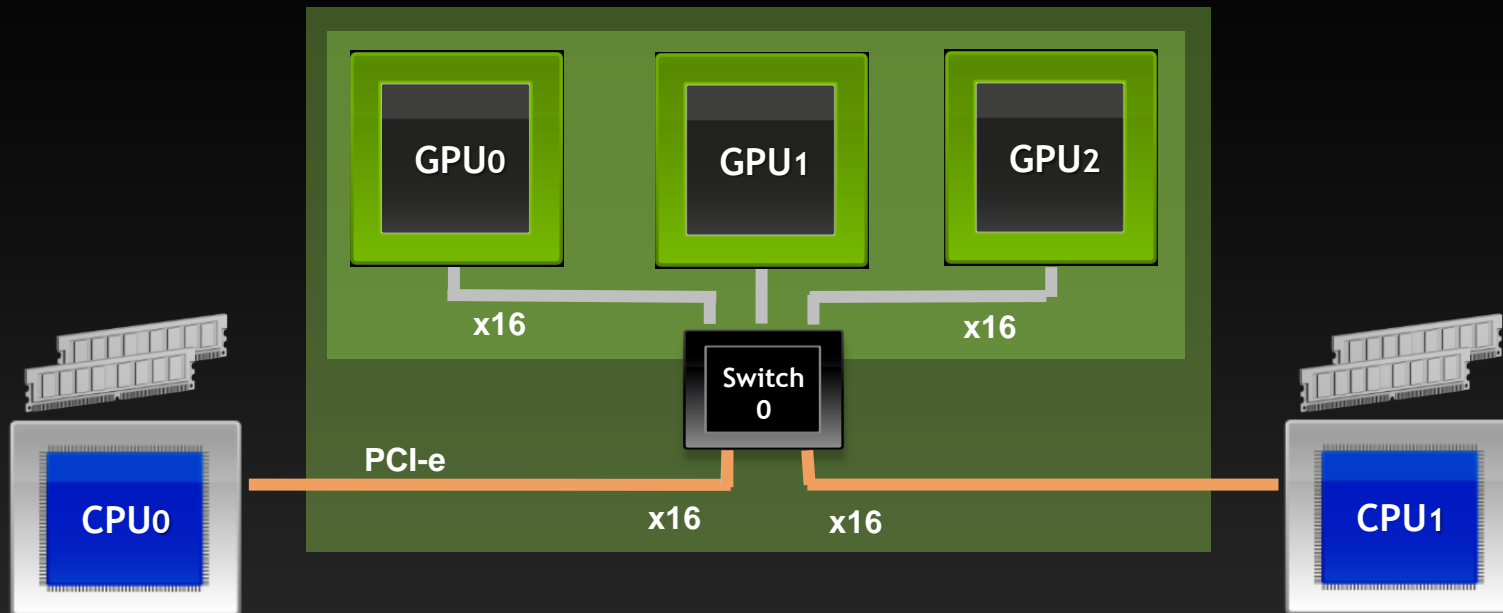 GPU0
GPU1
GPU2
x16
x16
Switch
0
PCI-e
x16
x16
CPU0
CPU1